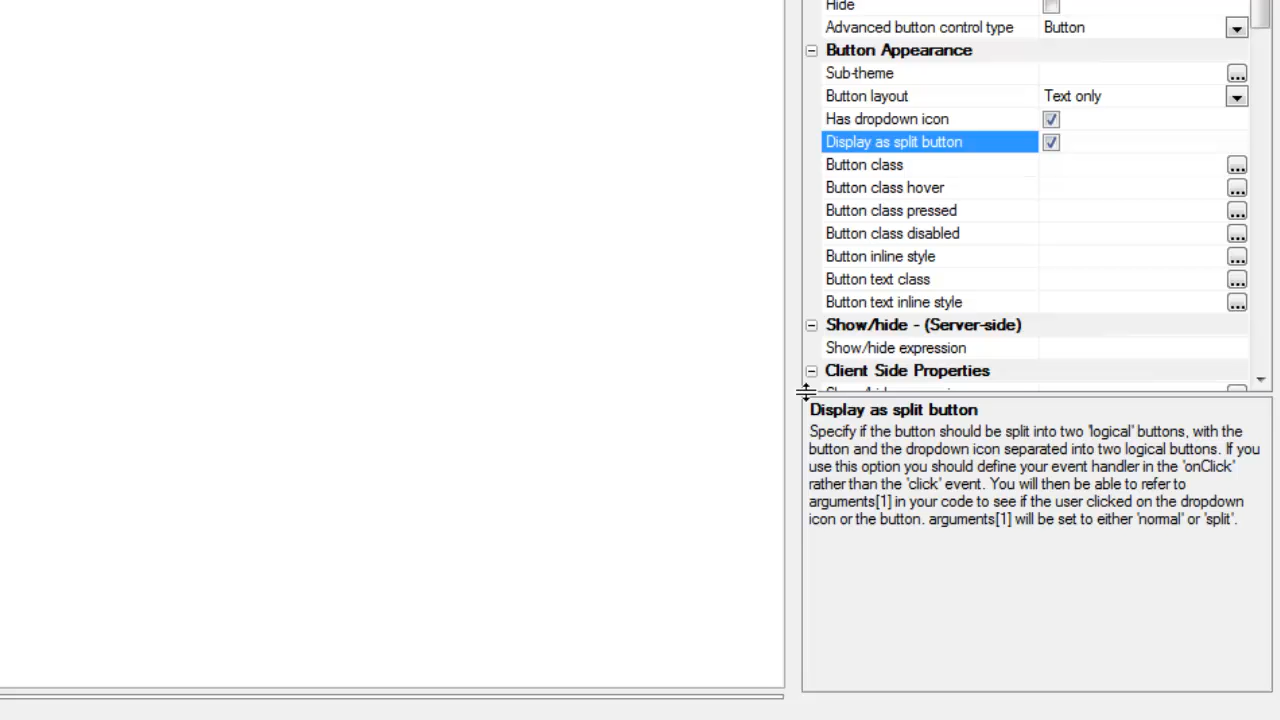 Hide
Advanced button control type Button
Button Appearance
Sub-theme
Button layout Text only
Has dropdown icon
Display as split button
Button class
Button class hover
Button class pressed
Button class disabled
Button inline style
Button text class
Button text inline style
Show/hide - (Server-side)
Show/hide expression
Client Side Properties
Display as split button
Specify if the button should be split into two 'logical' buttons, with the
button and the dropdown icon separated into two logical buttons. If you
use this option you should define your event handler in the 'onClick'
rather than the 'click' event. You will then be able to refer to
arguments[1] in your code to see if the user clicked on the dropdown
icon or the button. arguments[1] will be set to either 'normal' or 'split'.